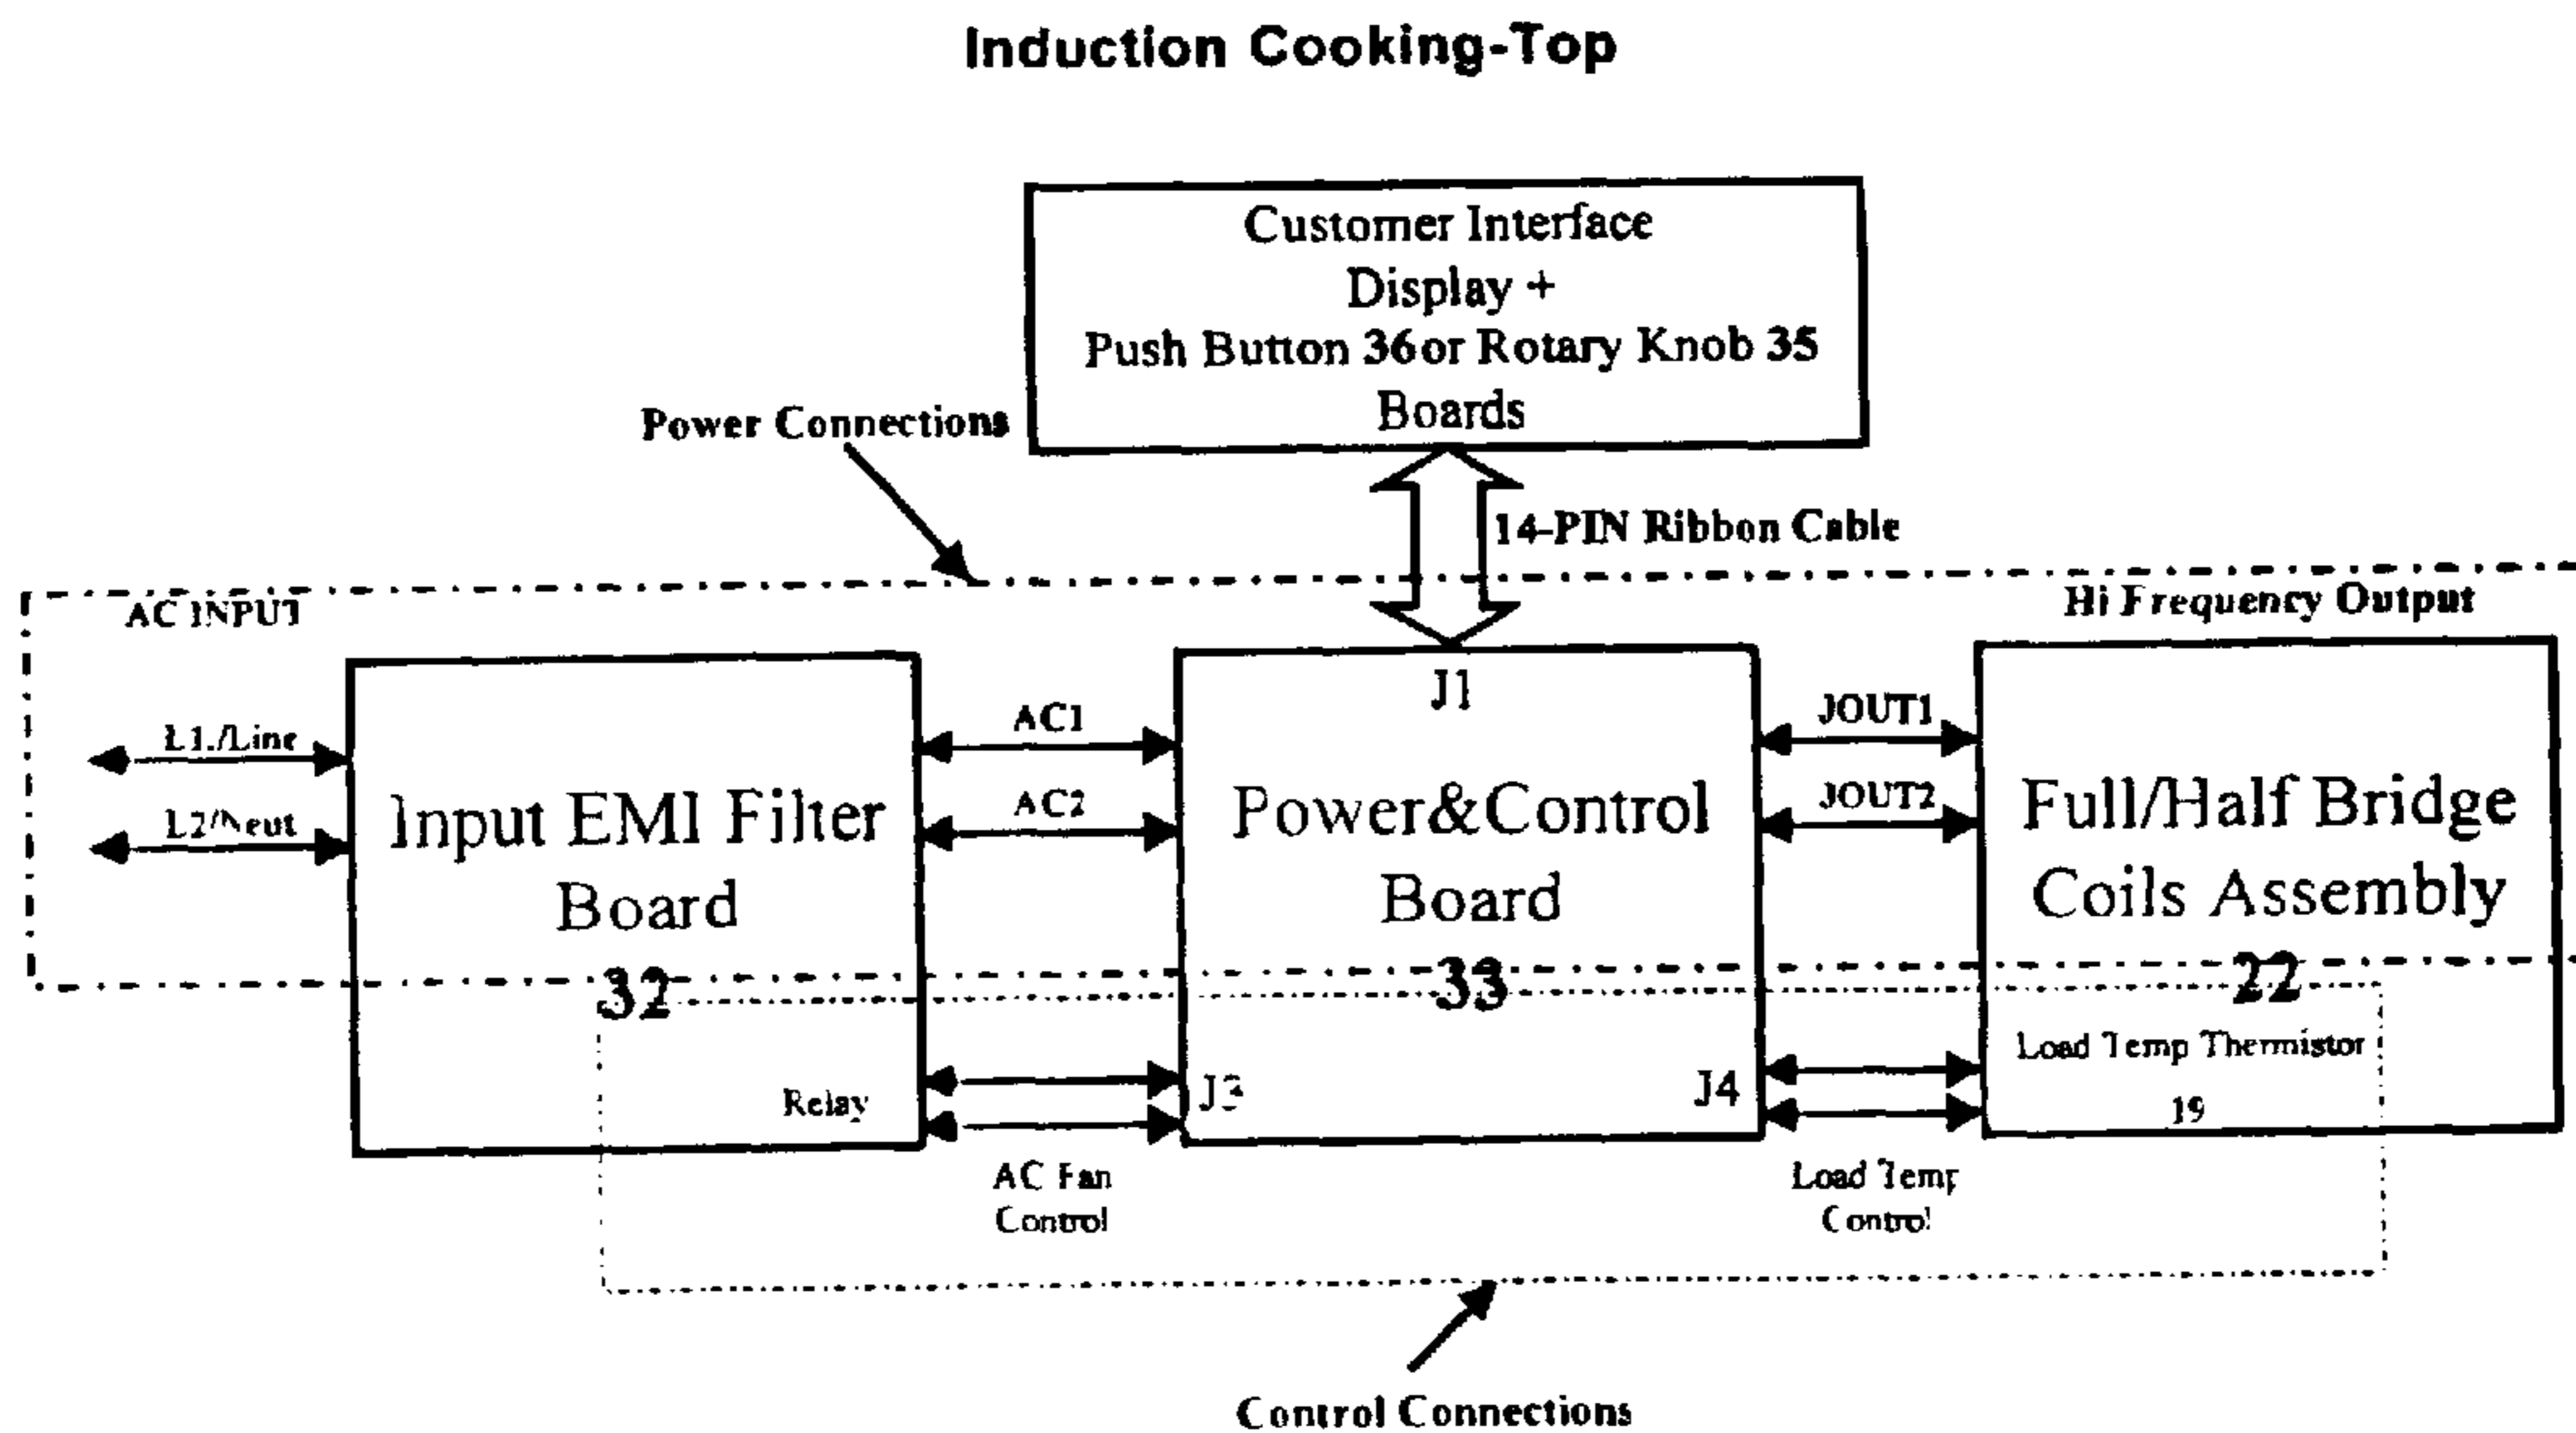 Induction Cooking-Top
Customer Interface
Display +
Push Button 36or Rotary Knob 35
Boards
Power Connections
14-PIN Ribbon Cable
AC INPUT
Hi Frequency Output
J1
L1./Line
AC1
JOUT1
L2/Neut
AC2
JOUT2
Input EMI Filter
Board
32
Power&Control
Board
33
Full/Half Bridge
Coils Assembly
22
Load Temp Thermistor
19
Relay
J3
J4
AC Fan
Control
Load Temp
Control
Control Connections